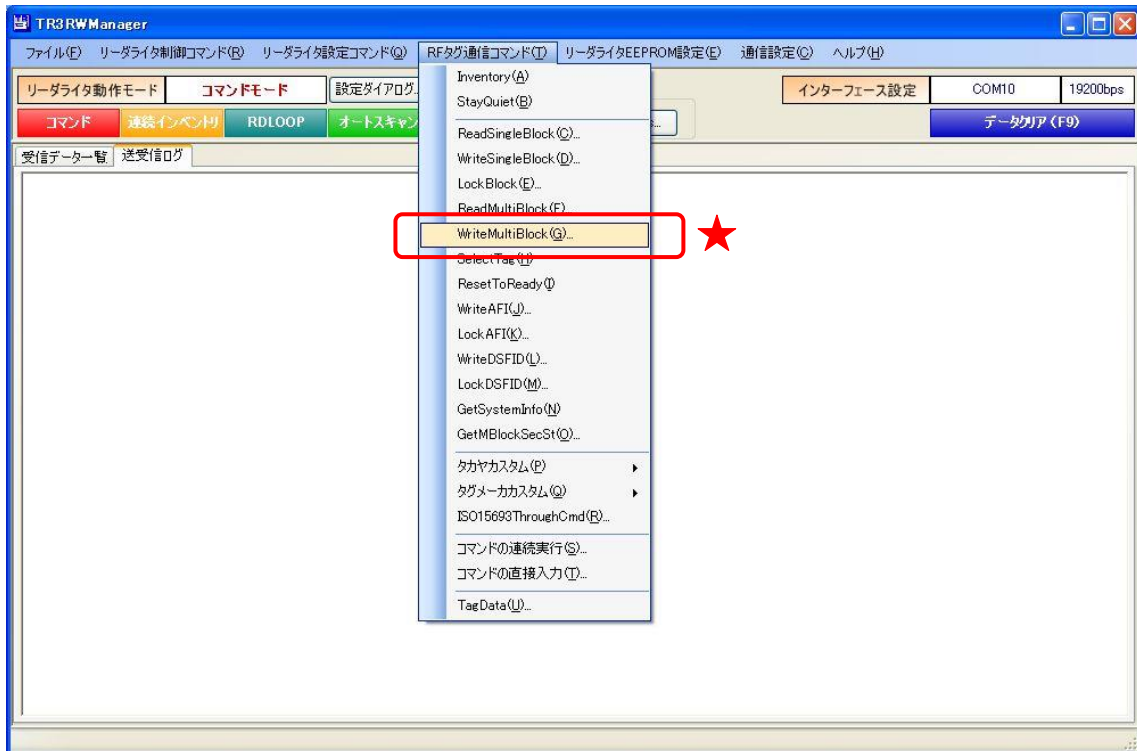 TR3RWManager
ファイル(F) リーダライタ制御コマンド(R) リーダライタ設定コマンド(Q) RFタグ通信コマンド(T) リーダライタEEPROM設定(E) 通信設定(C) ヘルプ(H)
リーダライタ動作モード コマンドモード 設定ダイアログ. インターフェース設定 COM10 19200bps
コマンド 連続インベントリ RDLOOP オートスキャン データクリア (F9)
受信データ一覧 送受信ログ
Inventory(A)
StayQuiet(B)
ReadSingleBlock(C)...
WriteSingleBlock(D)...
LockBlock(E)...
ReadMultiBlock(F)...
WriteMultiBlock(G)...
SelectTag(H)
ResetToReady(I)
WriteAFI(J)...
LockAFI(K)...
WriteDSFID(L)...
LockDSFID(M)...
GetSystemInfo(N)
GetMBlockSecSt(O)...
タカヤカスタム(P)
タグメーカカスタム(Q)
ISO15693ThroughCmd(R)...
コマンドの連続実行(S)...
コマンドの直接入力(T)...
TagData(U)...
★